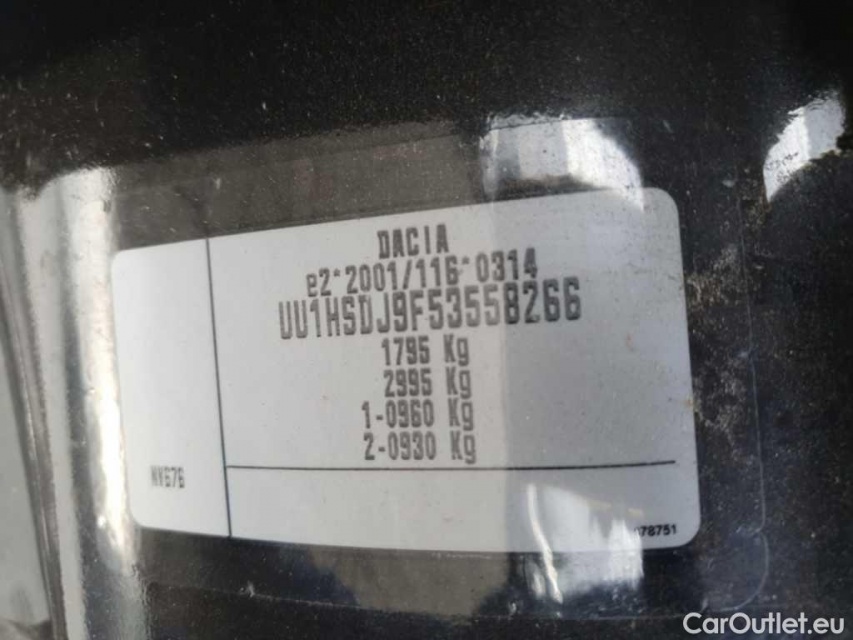 DACIA
e2*2001/116*0314
UU1HSDJ9F53558266
1795 Kg
2995 Kg
1-0960 Kg
2-0930 Kg
NV676
078751
CarOutlet.eu